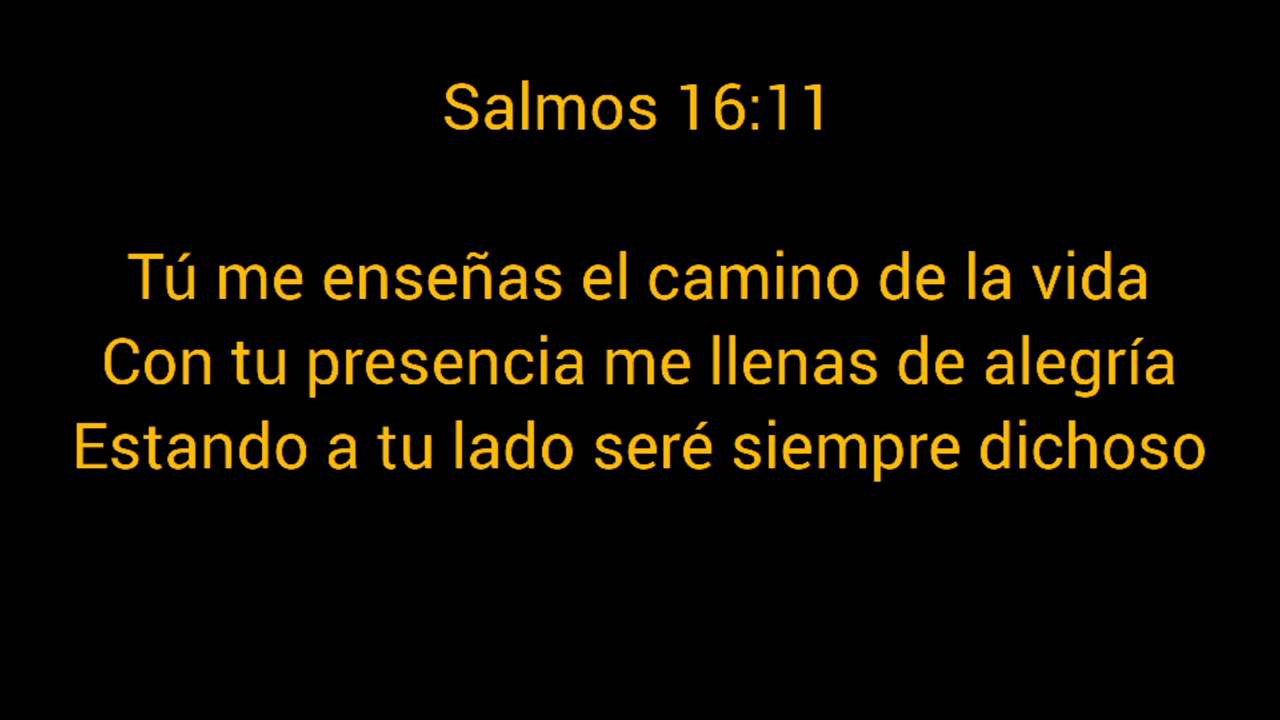 Salmos 16:11
Tú me enseñas el camino de la vida
Con tu presencia me llenas de alegría
Estando a tu lado seré siempre dichoso